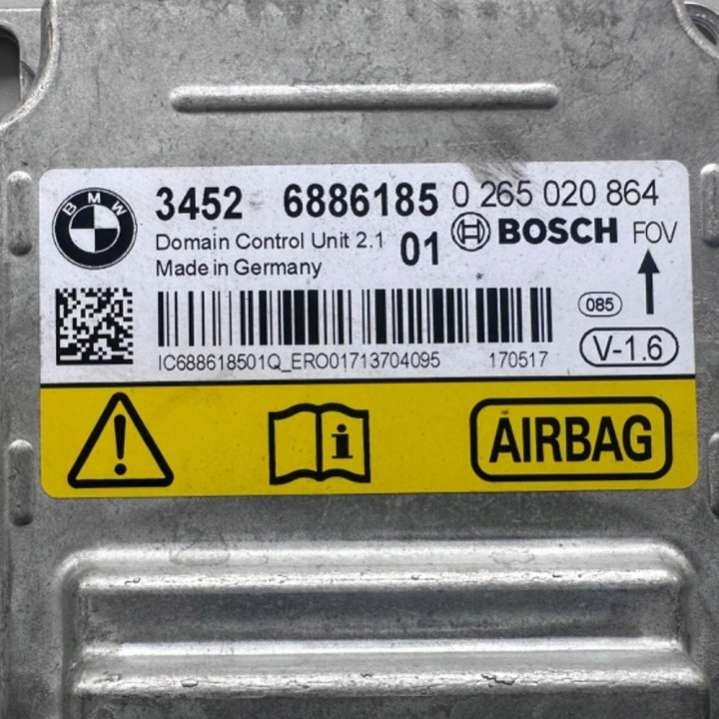 BMW
3452 6886185 0 265 020 864
Domain Control Unit 2.1 01 BOSCH FOV
Made in Germany
085
V-1.6
IC688618501Q_ERO01713704095 170517
AIRBAG